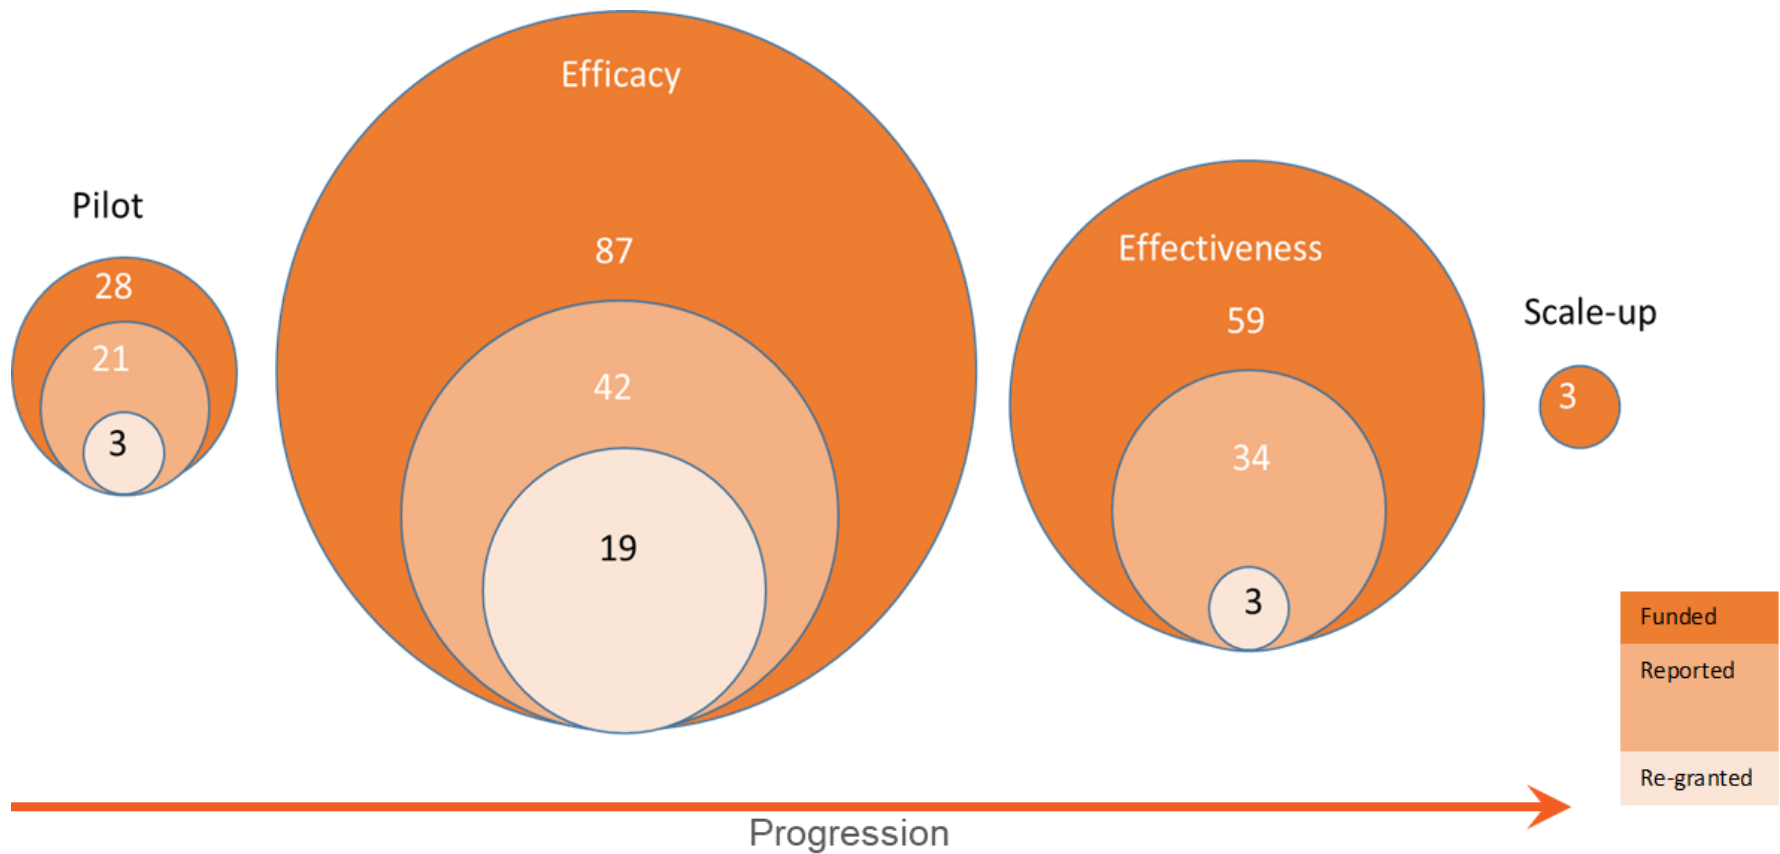 Pilot
28
21
3
Efficacy
87
42
19
Effectiveness
59
34
3
Scale-up
3
Funded
Reported
Re-granted
Progression